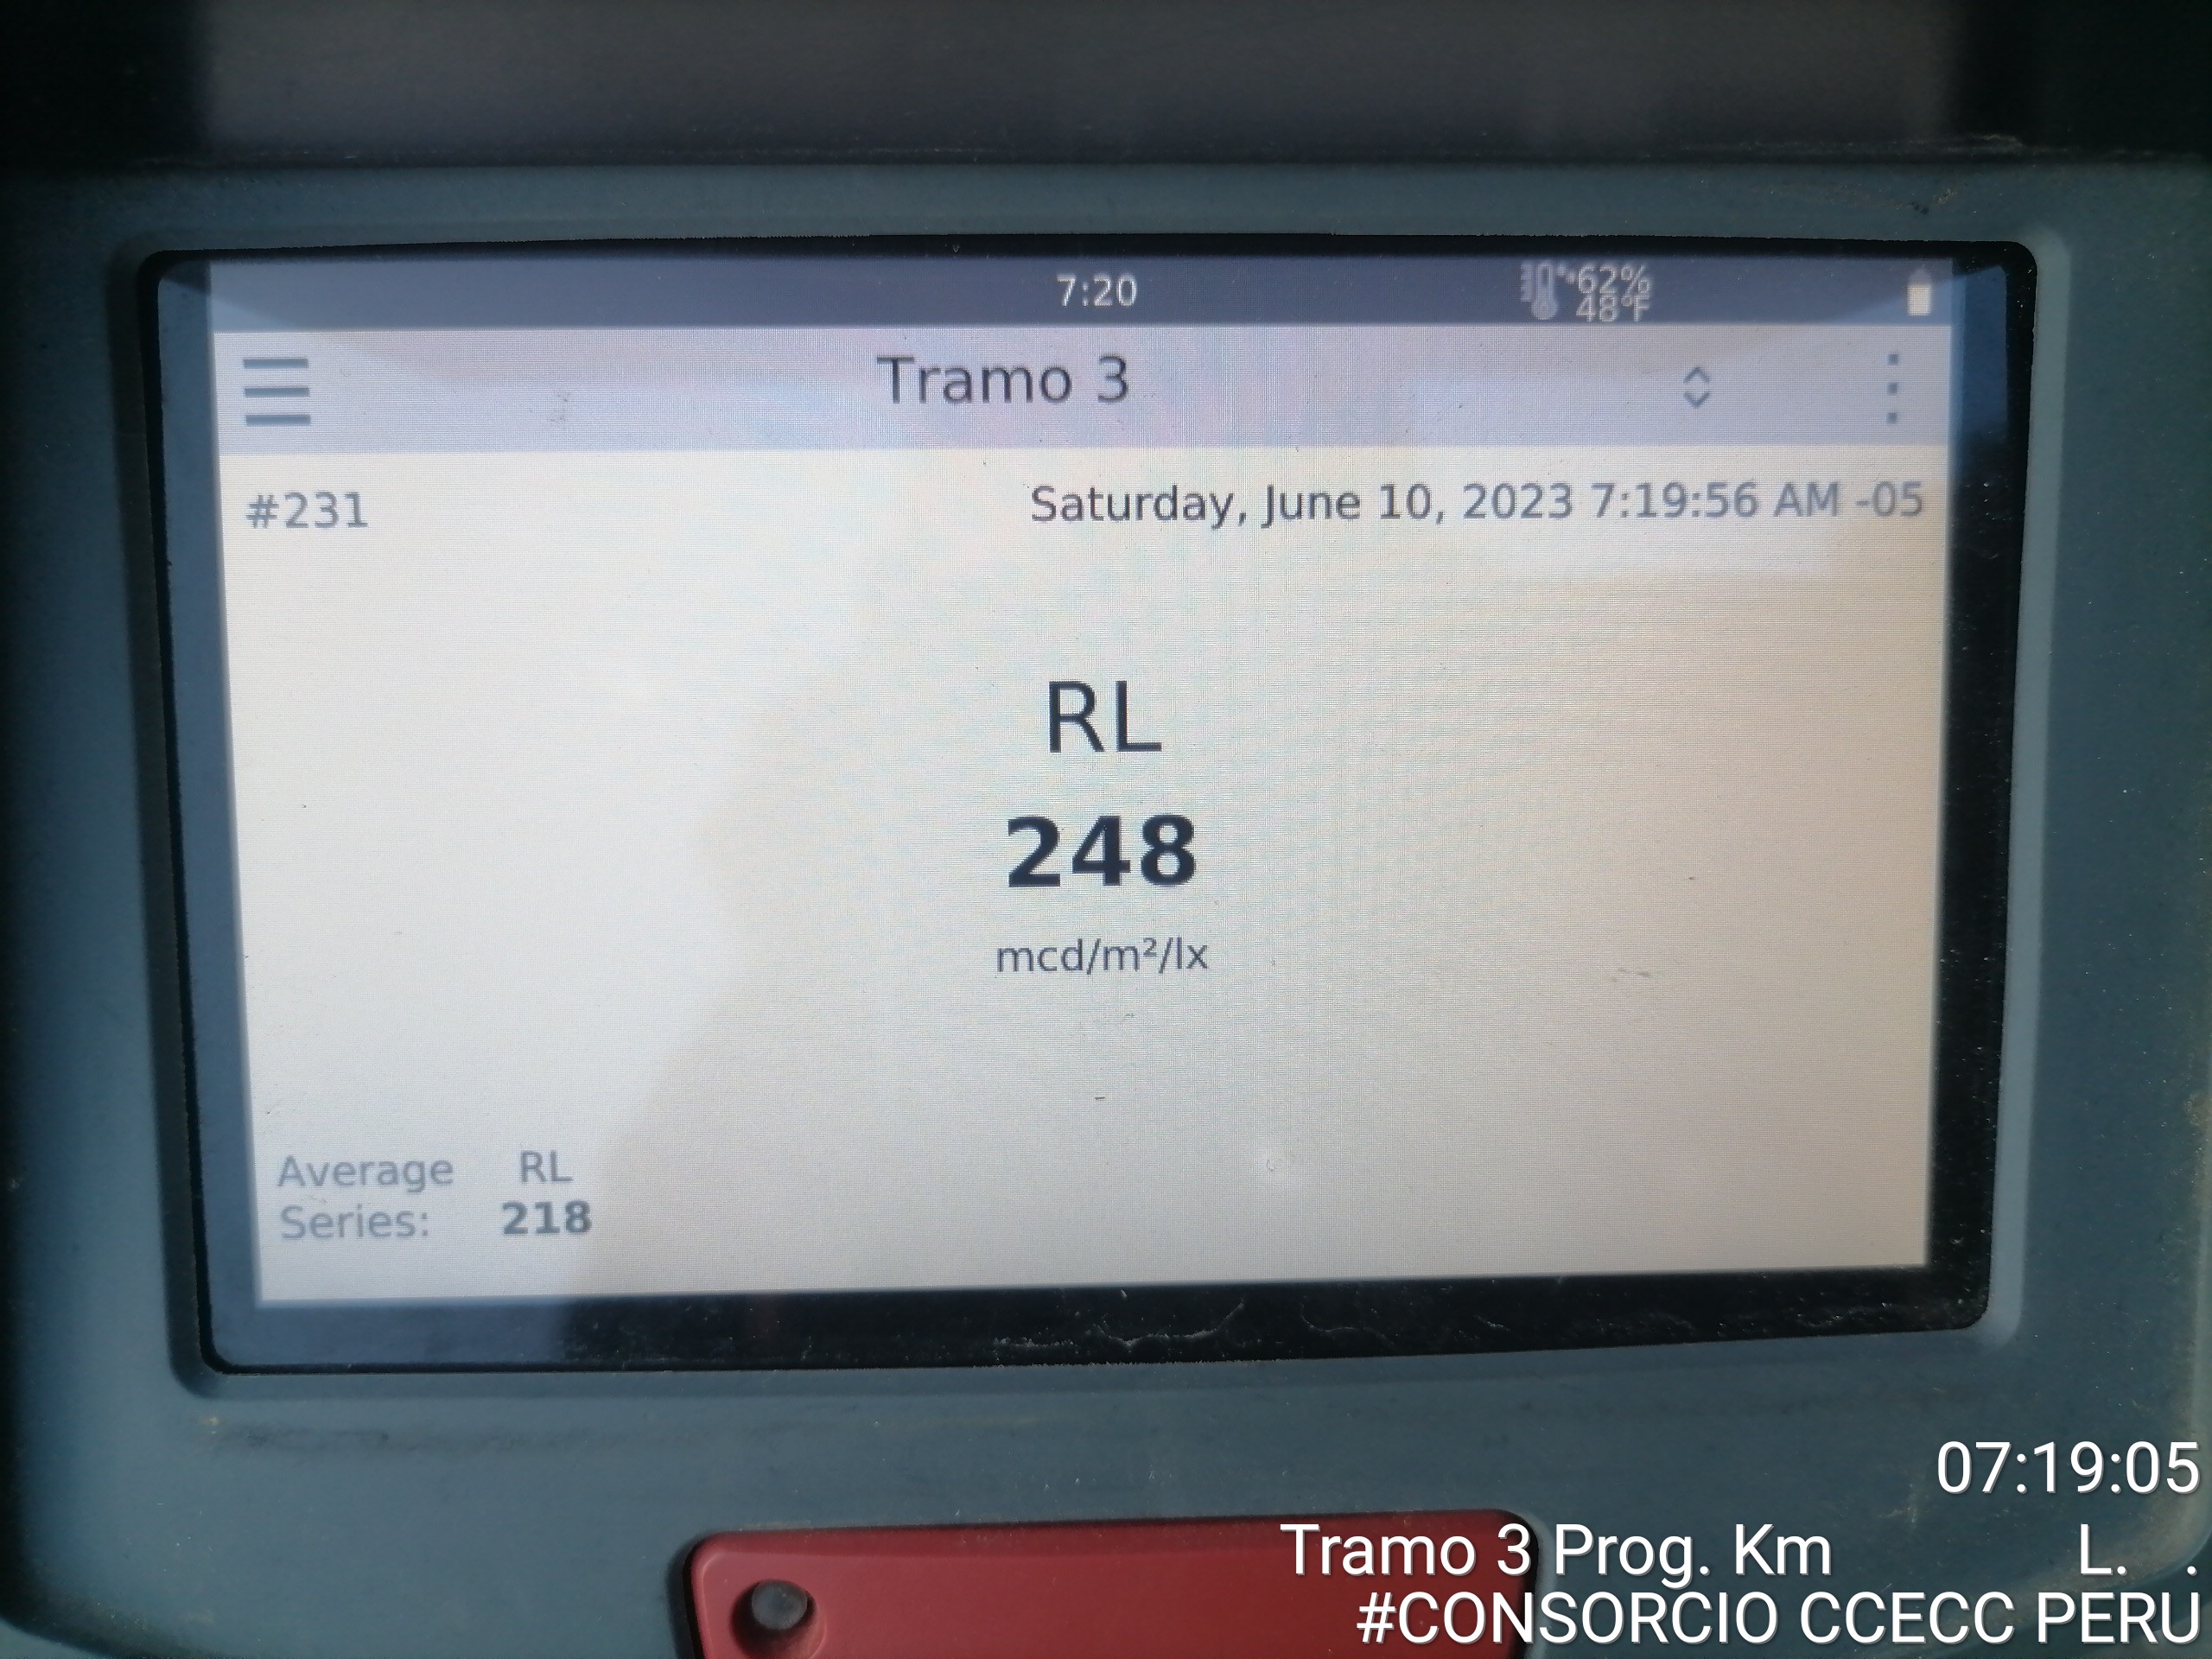 7:20
62%
48°F
Tramo 3
#231
Saturday, June 10, 2023 7:19:56 AM -05
RL
248
mcd/m²/lx
Average RL
Series: 218
07:19:05
Tramo 3 Prog. Km L. .
#CONSORCIO CCECC PERU